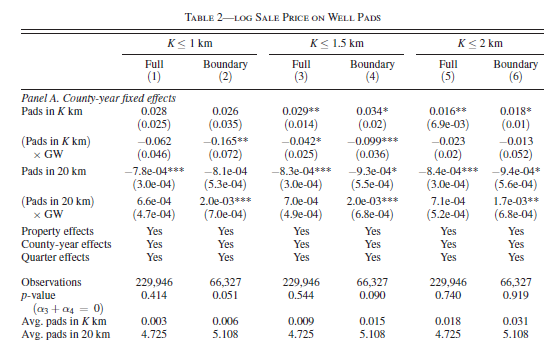 TABLE 2—LOG SALE PRICE ON WELL PADS
K ≤ 1 km K ≤ 1.5 km K ≤ 2 km
Full Boundary Full Boundary Full Boundary
(1) (2) (3) (4) (5) (6)
Panel A. County-year fixed effects
Pads in K km 0.028 0.026 0.029** 0.034* 0.016** 0.018*
(0.025) (0.035) (0.014) (0.02) (6.9e-03) (0.01)
(Pads in K km) −0.062 −0.165** −0.042* −0.099*** −0.023 −0.013
× GW (0.046) (0.072) (0.025) (0.036) (0.02) (0.052)
Pads in 20 km −7.8e-04*** −8.1e-04 −8.3e-04*** −9.3e-04* −8.4e-04*** −9.4e-04*
(3.0e-04) (5.3e-04) (3.0e-04) (5.5e-04) (3.0e-04) (5.6e-04)
(Pads in 20 km) 6.6e-04 2.0e-03*** 7.0e-04 2.0e-03*** 7.1e-04 1.7e-03**
× GW (4.7e-04) (7.0e-04) (4.9e-04) (6.8e-04) (5.2e-04) (6.8e-04)
Property effects Yes Yes Yes Yes Yes Yes
County-year effects Yes Yes Yes Yes Yes Yes
Quarter effects Yes Yes Yes Yes Yes Yes
Observations 229,946 66,327 229,946 66,327 229,946 66,327
p-value 0.414 0.051 0.544 0.090 0.740 0.919
(α3 + α4 = 0)
Avg. pads in K km 0.003 0.006 0.009 0.015 0.018 0.031
Avg. pads in 20 km 4.725 5.108 4.725 5.108 4.725 5.108